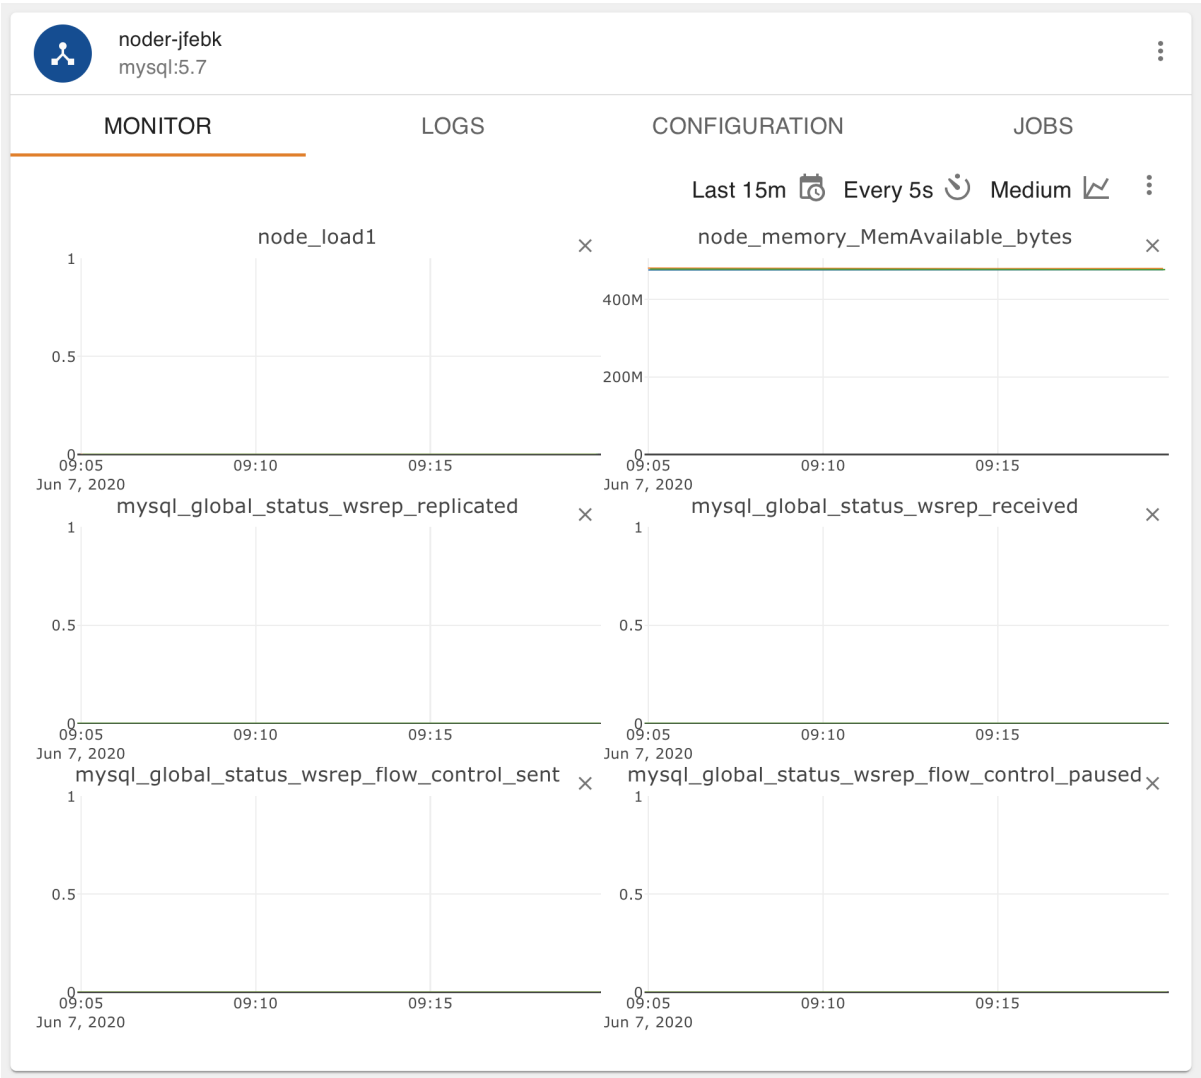 noder-jfebk
mysql:5.7
MONITOR
LOGS
CONFIGURATION
JOBS
Last 15m
Every 5s
Medium
node_load1
1
0.5
0
09:05
09:10
09:15
Jun 7, 2020
node_memory_MemAvailable_bytes
400M
200M
0
09:05
09:10
09:15
Jun 7, 2020
mysql_global_status_wsrep_replicated
1
0.5
0
09:05
09:10
09:15
Jun 7, 2020
mysql_global_status_wsrep_received
1
0.5
0
09:05
09:10
09:15
Jun 7, 2020
mysql_global_status_wsrep_flow_control_sent
1
0.5
0
09:05
09:10
09:15
Jun 7, 2020
mysql_global_status_wsrep_flow_control_paused
1
0.5
0
09:05
09:10
09:15
Jun 7, 2020